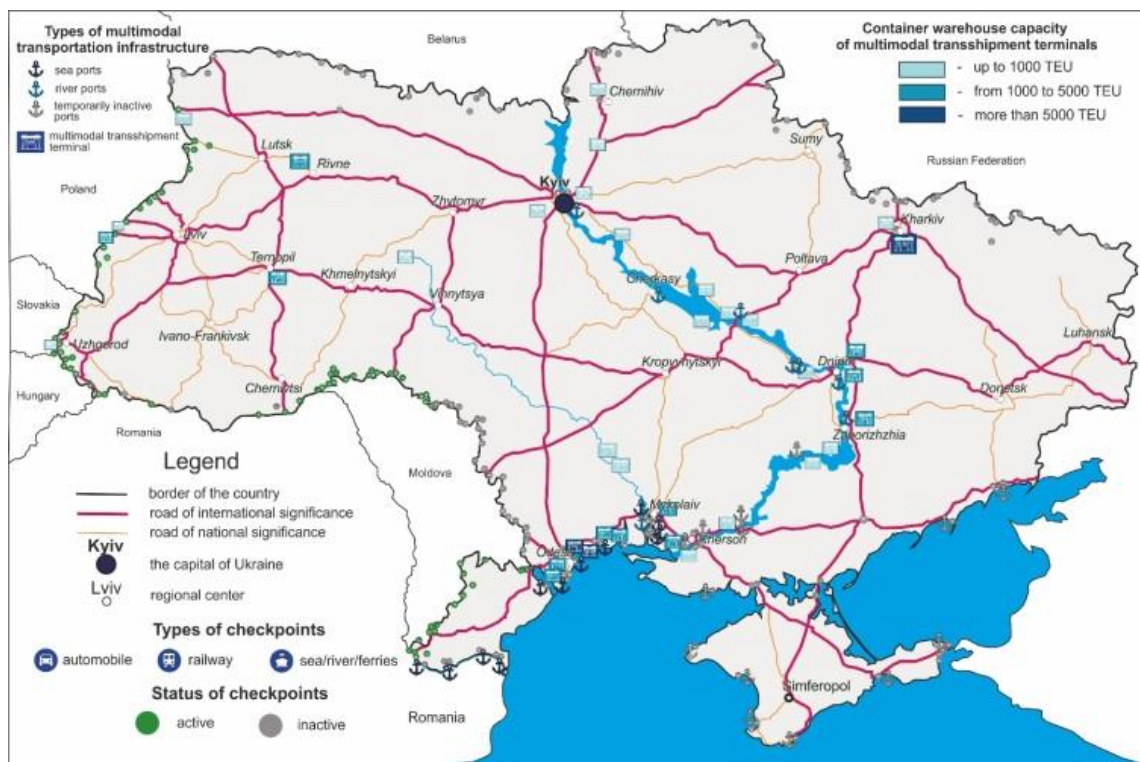 Types of multimodal
transportation infrastructure
sea ports
river ports
temporarily inactive
ports
multimodal transshipment
terminal
Container warehouse capacity
of multimodal transshipment terminals
- up to 1000 TEU
- from 1000 to 5000 TEU
- more than 5000 TEU
Belarus
Chernihiv
Sumy
Russian Federation
Lutsk
Rivne
Poland
Kyiv
Zhytomyr
Kharkiv
Lviv
Ternopil
Khmelnytskyi
Poltava
Cherkasy
Vinnytsya
Slovakia
Ivano-Frankivsk
Uzhgorod
Luhansk
Kropyvnytskyi
Dnipro
Chernivtsi
Donetsk
Hungary
Romania
Zaporizhzhia
Moldova
Mykolaiv
Kherson
Odesa
Simferopol
Romania
Legend
border of the country
road of international significance
road of national significance
Kyiv
the capital of Ukraine
Lviv
regional center
Types of checkpoints
automobile
railway
sea/river/ferries
Status of checkpoints
active
inactive